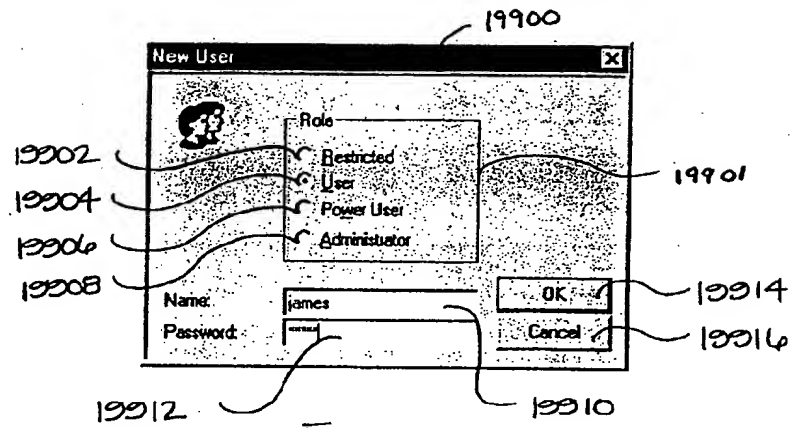 19900
New User
Role
19902
Restricted
19901
19904
User
19906
Power User
19908
Administrator
Name:
james
OK
19914
Password:
******
Cancel
19916
19912
19910